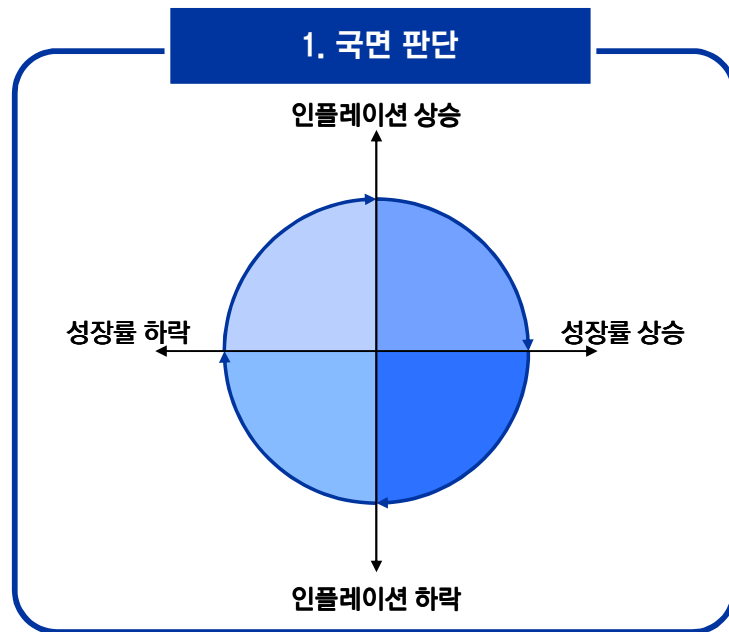 1. 국면 판단
인플레이션 상승
성장률 하락
성장률 상승
인플레이션 하락